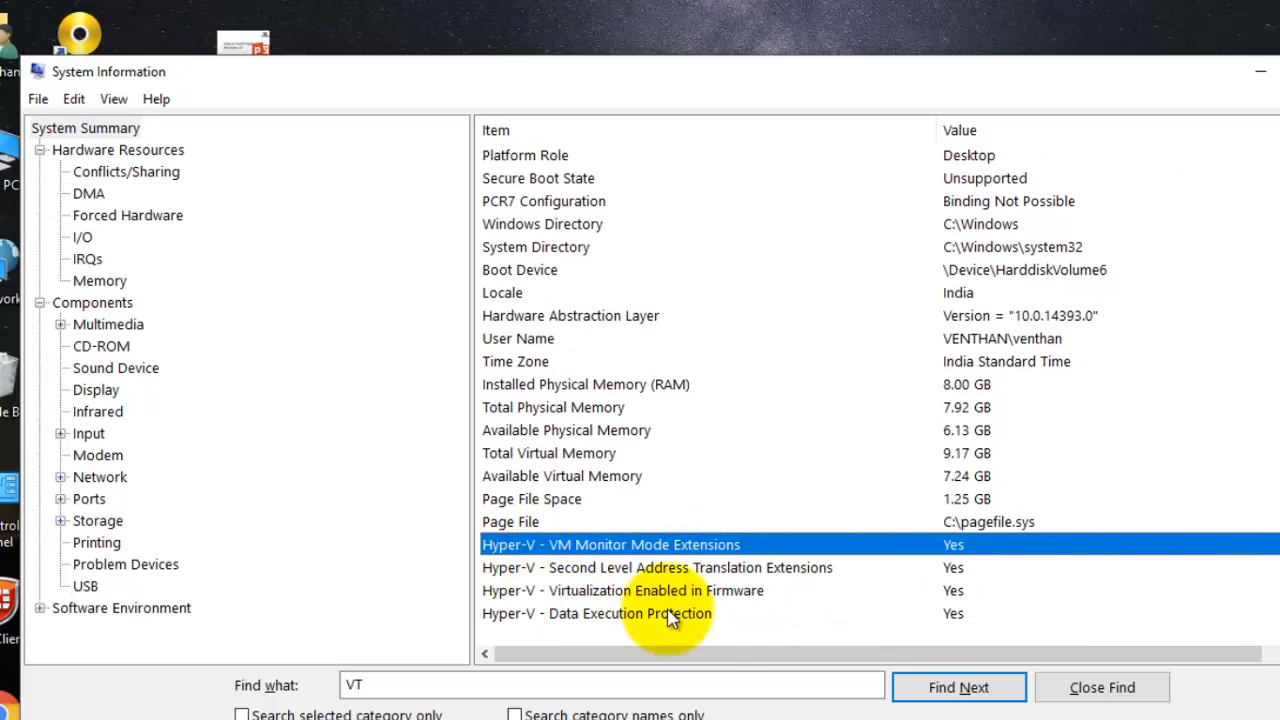 System Information
File Edit View Help
System Summary
Hardware Resources
Conflicts/Sharing
DMA
Forced Hardware
I/O
IRQs
Memory
Components
Multimedia
CD-ROM
Sound Device
Display
Infrared
Input
Modem
Network
Ports
Storage
Printing
Problem Devices
USB
Software Environment
Item Value
Platform Role Desktop
Secure Boot State Unsupported
PCR7 Configuration Binding Not Possible
Windows Directory C:\Windows
System Directory C:\Windows\system32
Boot Device \Device\HarddiskVolume6
Locale India
Hardware Abstraction Layer Version = "10.0.14393.0"
User Name VENTHAN\venthan
Time Zone India Standard Time
Installed Physical Memory (RAM) 8.00 GB
Total Physical Memory 7.92 GB
Available Physical Memory 6.13 GB
Total Virtual Memory 9.17 GB
Available Virtual Memory 7.24 GB
Page File Space 1.25 GB
Page File C:\pagefile.sys
Hyper-V - VM Monitor Mode Extensions Yes
Hyper-V - Second Level Address Translation Extensions Yes
Hyper-V - Virtualization Enabled in Firmware Yes
Hyper-V - Data Execution Protection Yes
Find what: VT Find Next Close Find
Search selected category only Search category names only